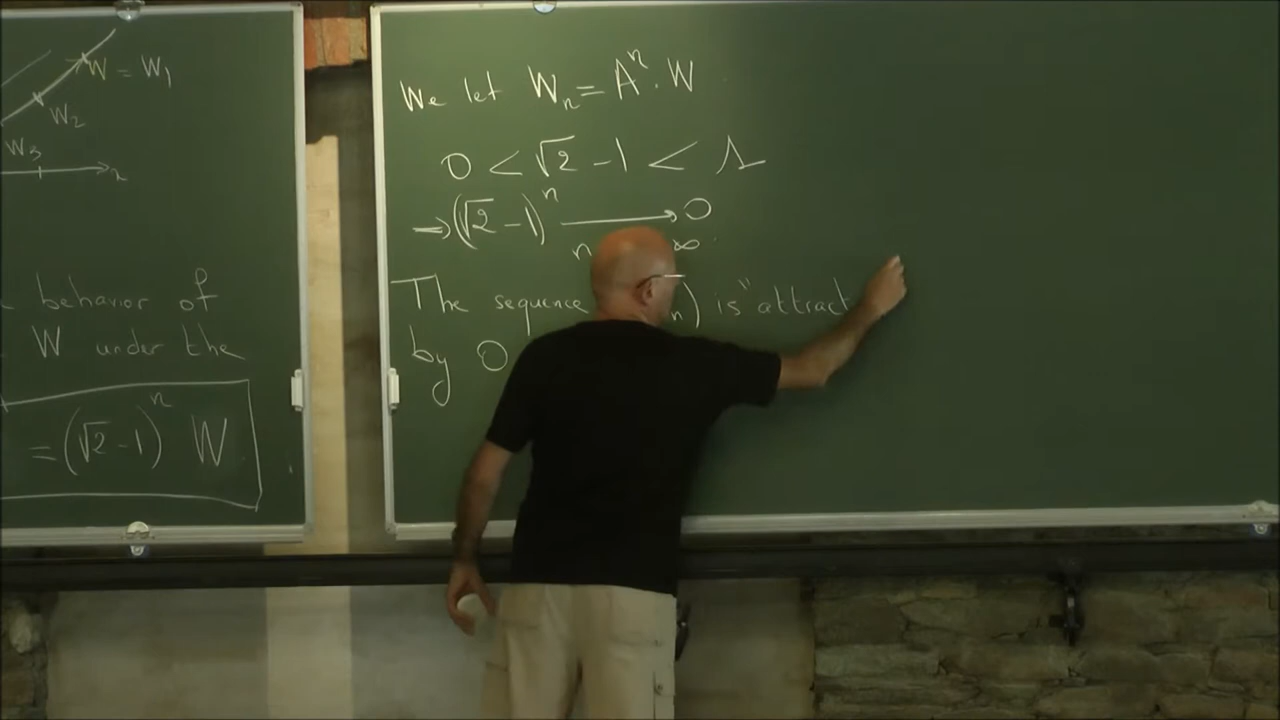 W = W₁
W₂
W₃
x
behavior of
W under the
= (√2 - 1)ⁿ W
We let Wₙ = Aⁿ . W
0 < √2 - 1 < 1
→ (√2 - 1)ⁿ ⟶ 0
n ∞
The sequence n) is "attract
by 0